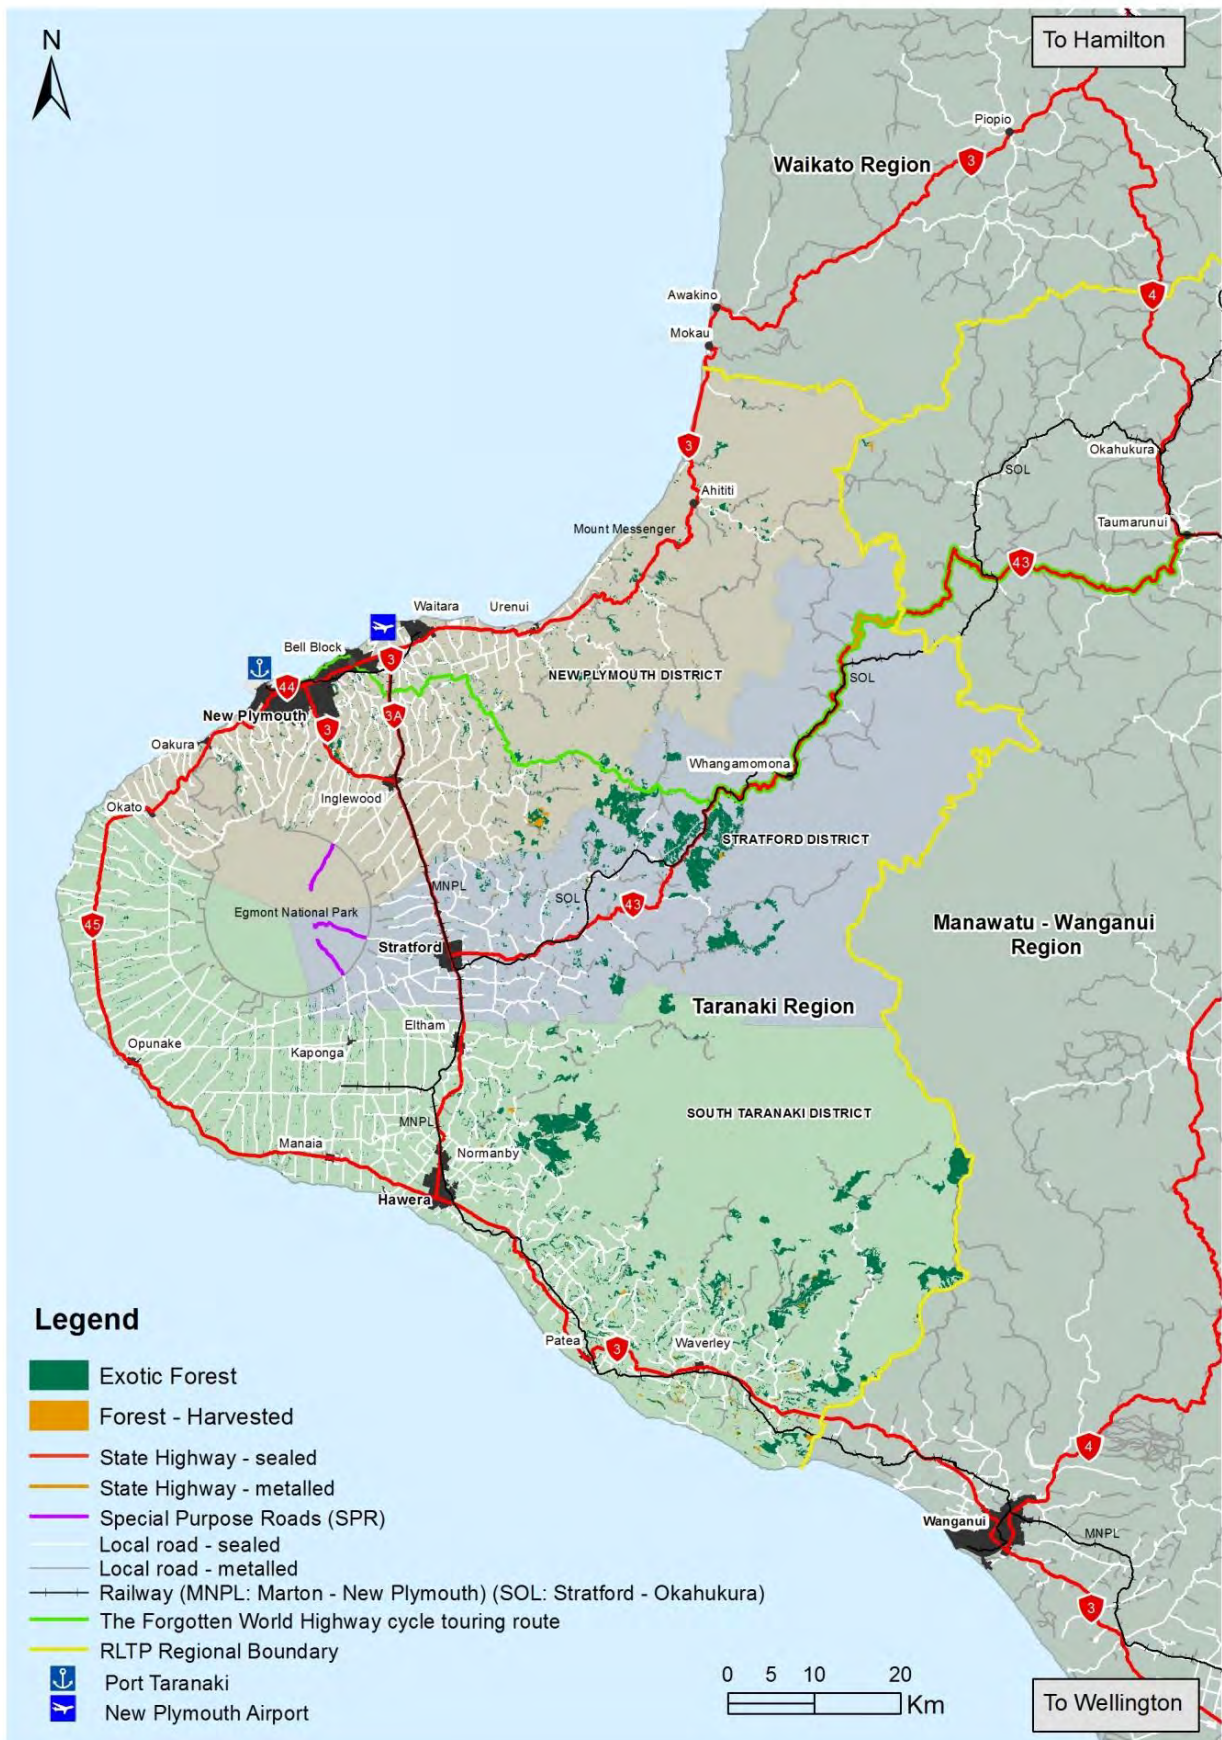 N
To Hamilton
Piopio
Waikato Region
3
4
Awakino
Mokau
3
Okahukura
SOL
Ahititi
Taumarunui
Mount Messenger
43
Waitara
Urenui
Bell Block
3
NEW PLYMOUTH DISTRICT
SOL
44
New Plymouth
3
3A
Oakura
Whangamomona
Inglewood
Okato
STRATFORD DISTRICT
MNPL
SOL
43
Egmont National Park
45
Manawatu - Wanganui
Region
Stratford
Taranaki Region
Eltham
Opunake
Kaponga
SOUTH TARANAKI DISTRICT
MNPL
Manaia
Normanby
Hawera
Patea
3
Waverley
4
Wanganui
MNPL
3
Legend
Exotic Forest
Forest - Harvested
State Highway - sealed
State Highway - metalled
Special Purpose Roads (SPR)
Local road - sealed
Local road - metalled
Railway (MNPL: Marton - New Plymouth) (SOL: Stratford - Okahukura)
The Forgotten World Highway cycle touring route
RLTP Regional Boundary
Port Taranaki
New Plymouth Airport
0 5 10 20
Km
To Wellington